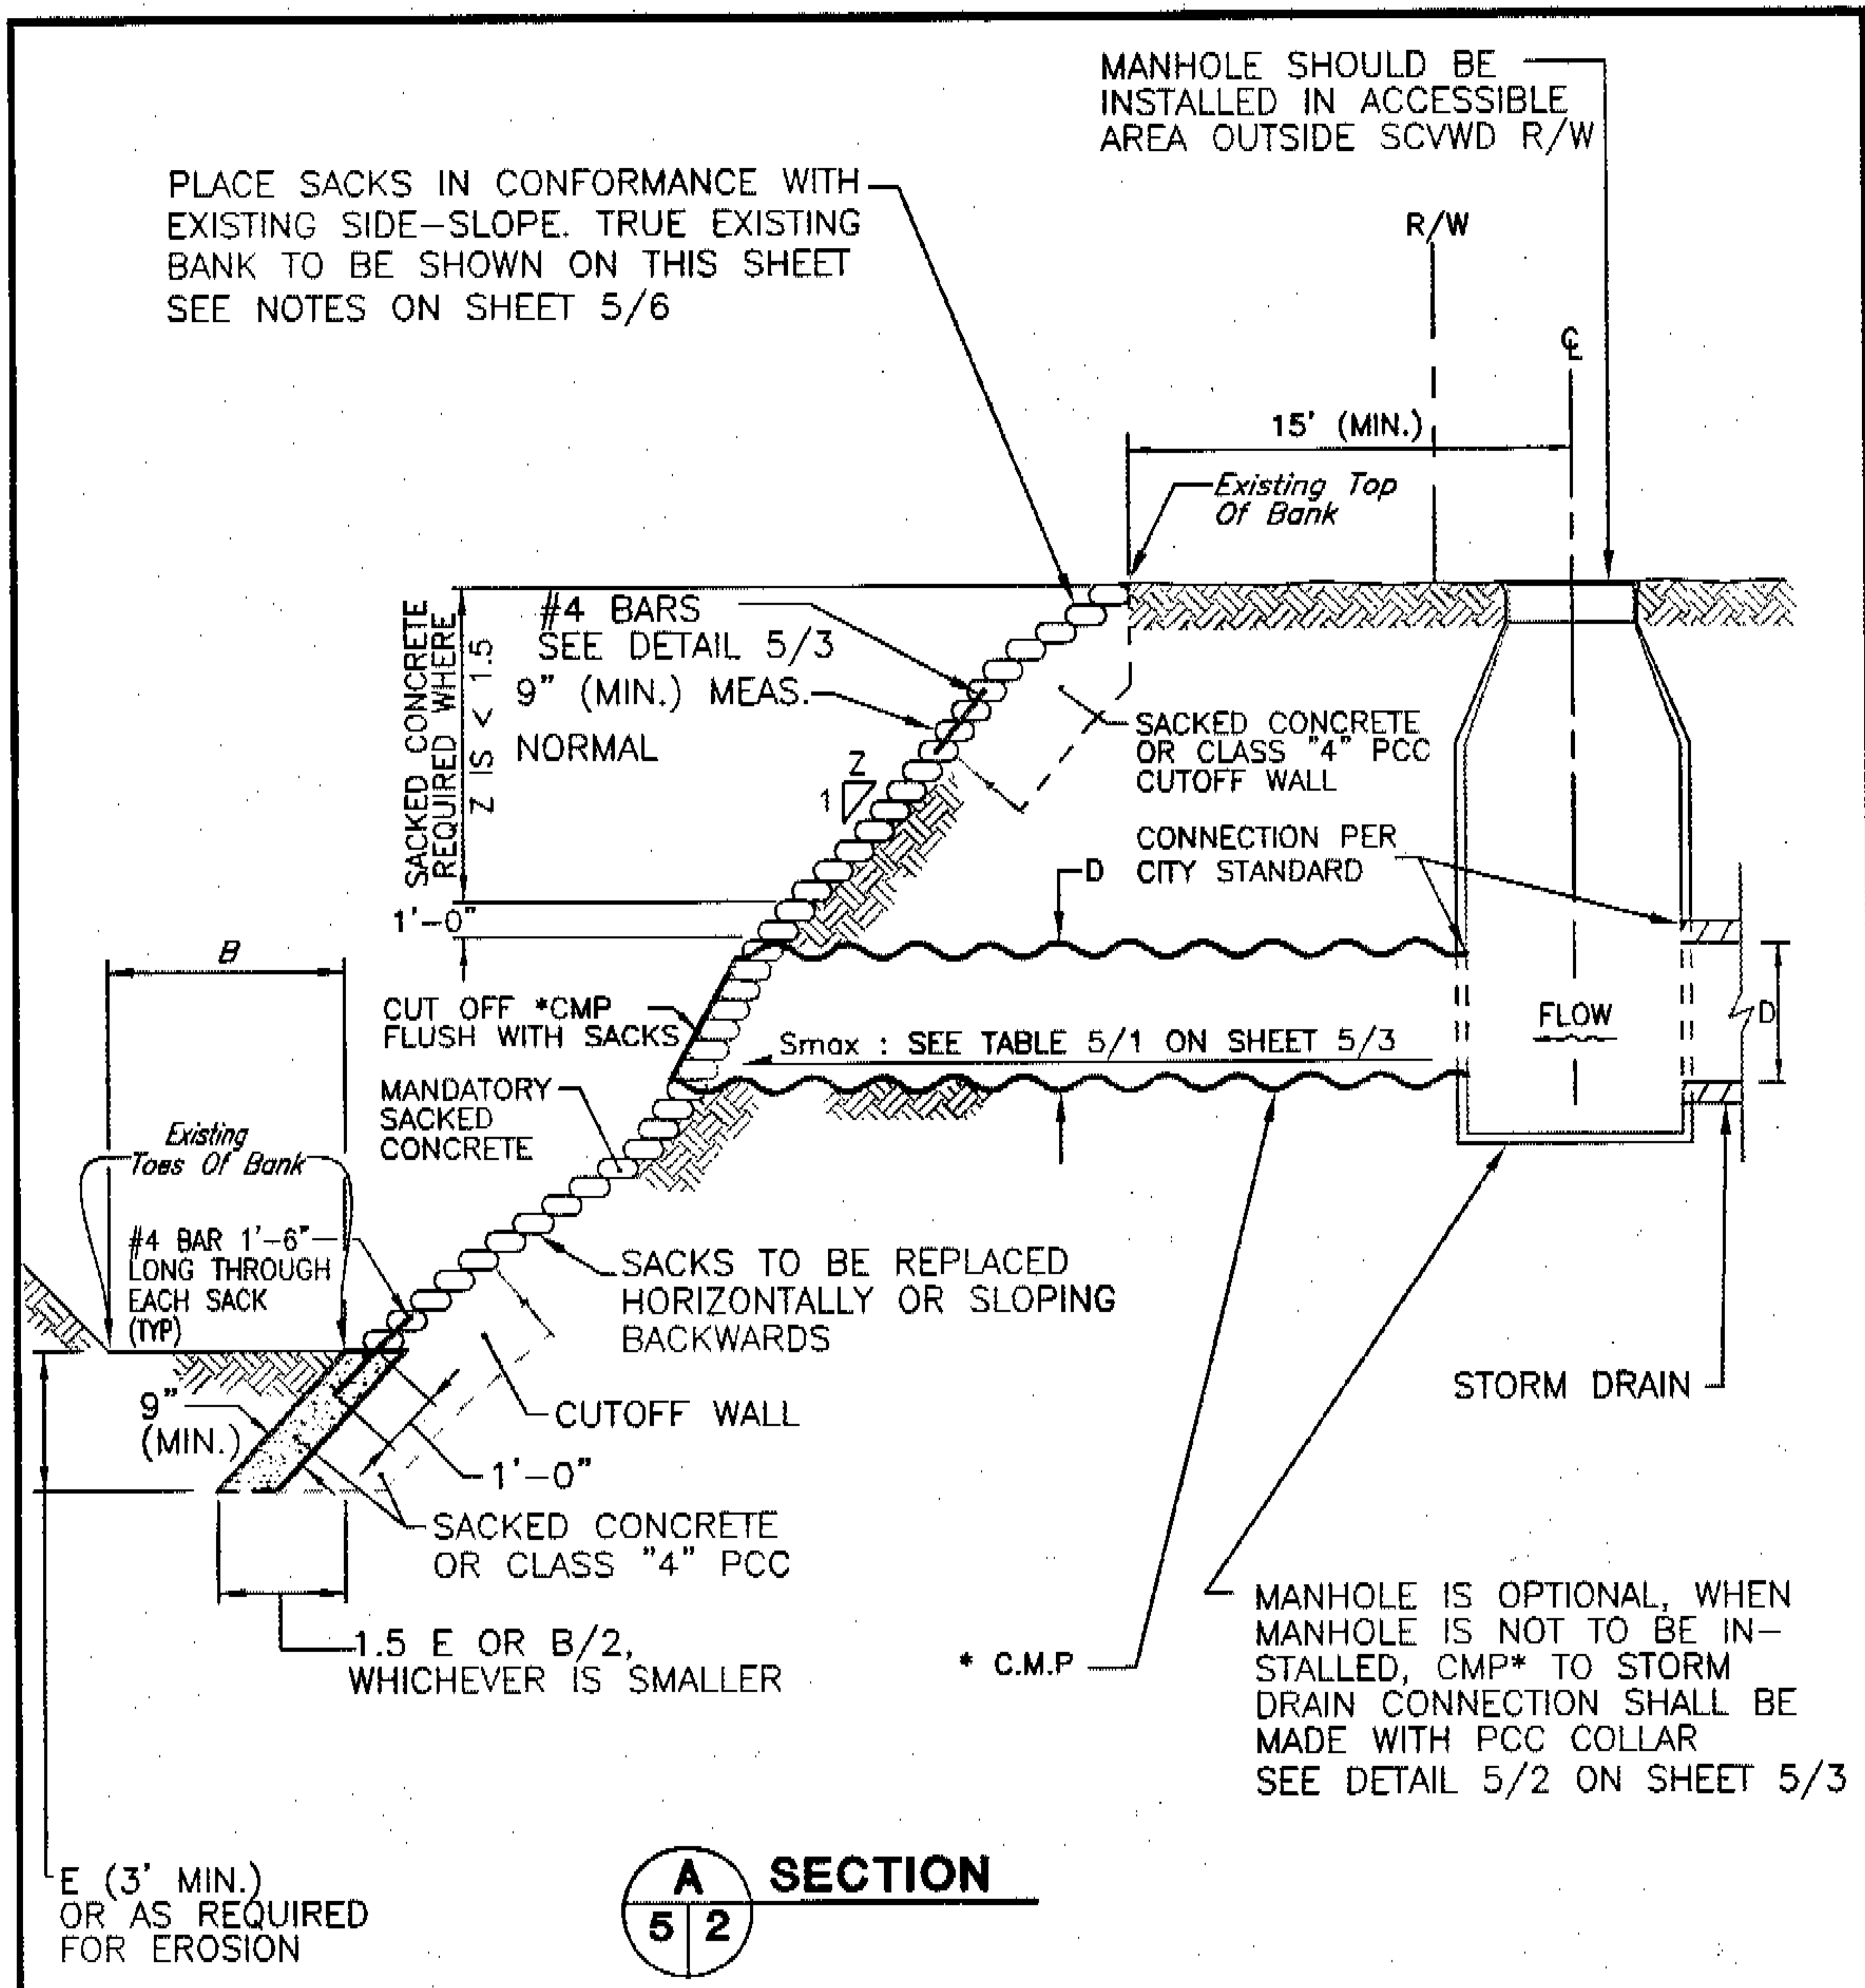 MANHOLE SHOULD BE
INSTALLED IN ACCESSIBLE
AREA OUTSIDE SCVWD R/W
PLACE SACKS IN CONFORMANCE WITH
EXISTING SIDE-SLOPE. TRUE EXISTING
BANK TO BE SHOWN ON THIS SHEET
SEE NOTES ON SHEET 5/6
R/W
℄
15' (MIN.)
Existing Top
Of Bank
SACKED CONCRETE
REQUIRED WHERE
Z IS < 1.5
#4 BARS
SEE DETAIL 5/3
9" (MIN.) MEAS.
NORMAL
Z
1
SACKED CONCRETE
OR CLASS "4" PCC
CUTOFF WALL
CONNECTION PER
CITY STANDARD
D
1'-0"
B
CUT OFF *CMP
FLUSH WITH SACKS
Smax : SEE TABLE 5/1 ON SHEET 5/3
FLOW
D
MANDATORY
SACKED
CONCRETE
Existing
Toes Of Bank
#4 BAR 1'-6"
LONG THROUGH
EACH SACK
(TYP)
SACKS TO BE REPLACED
HORIZONTALLY OR SLOPING
BACKWARDS
9"
(MIN.)
CUTOFF WALL
1'-0"
STORM DRAIN
SACKED CONCRETE
OR CLASS "4" PCC
1.5 E OR B/2,
WHICHEVER IS SMALLER
* C.M.P
MANHOLE IS OPTIONAL, WHEN
MANHOLE IS NOT TO BE IN-
STALLED, CMP* TO STORM
DRAIN CONNECTION SHALL BE
MADE WITH PCC COLLAR
SEE DETAIL 5/2 ON SHEET 5/3
E (3' MIN.)
OR AS REQUIRED
FOR EROSION
A
5 2
SECTION